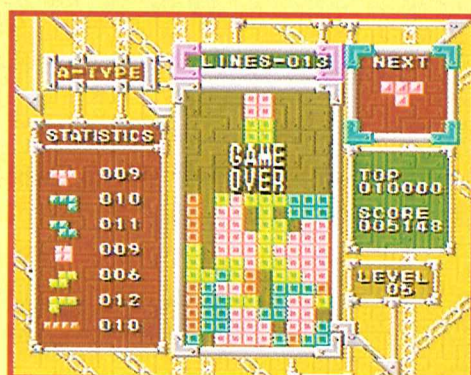 A-TYPE
LINES-013
NEXT
STATISTICS
009
010
011
009
006
012
010
GAME
OVER
TOP
010000
SCORE
005148
LEVEL
05